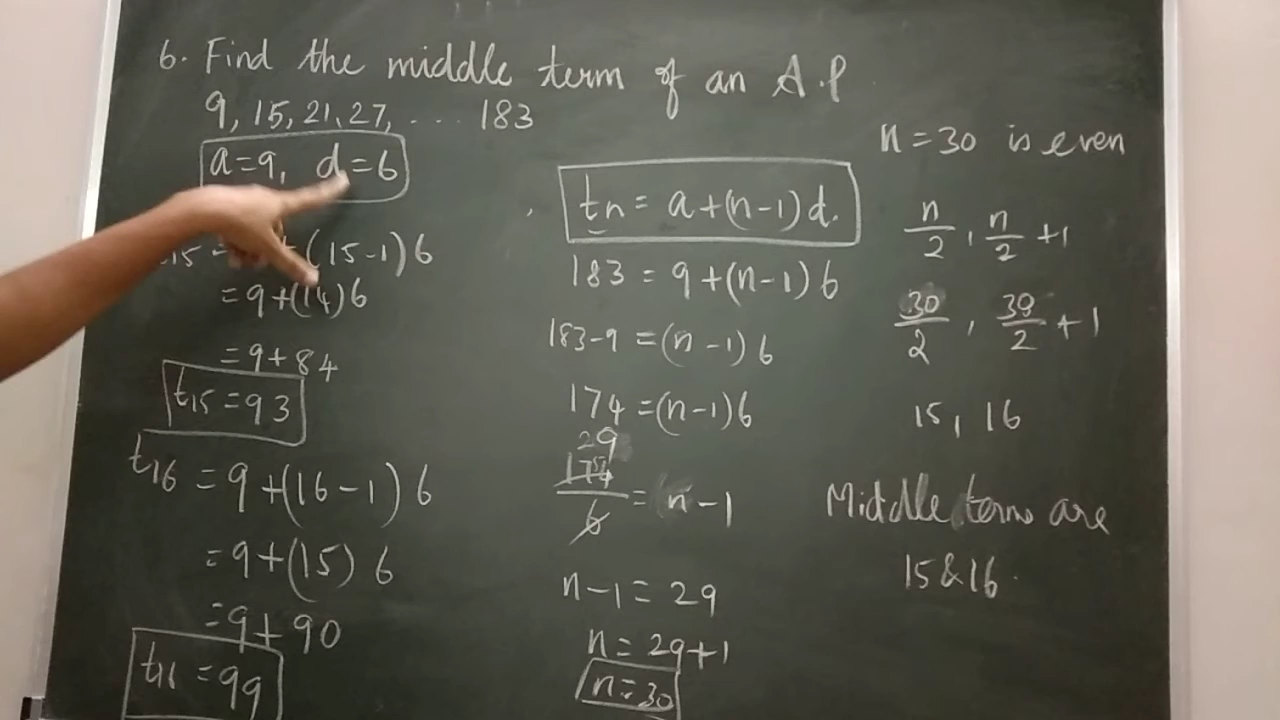 6. Find the middle term of an A.P
9, 15, 21, 27, ... 183
a=9, d=6
15 (15-1)6
=9+(14)6
=9+84
t15=93
t16=9+(16-1)6
=9+(15)6
=9+90
t16=99
tn=a+(n-1)d.
183=9+(n-1)6
183-9=(n-1)6
174=(n-1)6
29
174/6=n-1
n-1=29
n=29+1
n=30
n=30 is even
n/2, n/2+1
30/2, 30/2+1
15, 16
Middle terms are
15&16.